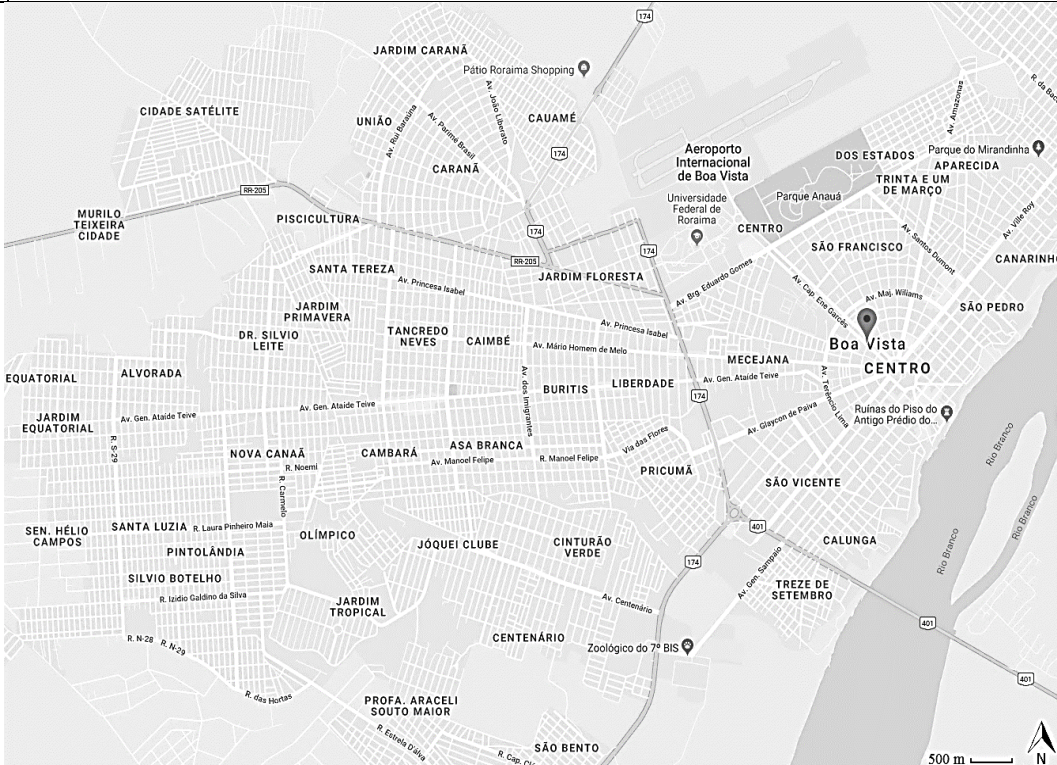 174
JARDIM CARANÃ
Pátio Roraima Shopping
R. da Bac
CIDADE SATÉLITE
UNIÃO
Av. Rui Baraúna
Av. Parimé Brasil
Av. João Liberato
CAUAMÉ
Av. Amazonas
174
CARANÃ
Aeroporto
Internacional
de Boa Vista
DOS ESTADOS
Parque do Mirandinha
APARECIDA
TRINTA E UM
DE MARÇO
RR-205
Universidade
Federal de
Roraima
Parque Anauá
MURILO
TEIXEIRA
CIDADE
PISCICULTURA
174
174
CENTRO
SÃO FRANCISCO
Av. Santos Dumont
Av. Ville Roy
CANARINH
RR-205
SANTA TEREZA
Av. Princesa Isabel
JARDIM FLORESTA
Av. Brg. Eduardo Gomes
Av. Cap. Ene Garcês
Av. Maj. Wiliams
SÃO PEDRO
JARDIM
PRIMAVERA
DR. SILVIO
LEITE
TANCREDO
NEVES
CAIMBÉ
Av. Princesa Isabel
Av. Mário Homem de Melo
Boa Vista
CENTRO
MECEJANA
EQUATORIAL
ALVORADA
Av. dos Imigrantes
BURITIS
LIBERDADE
Av. Gen. Ataíde Teive
Av. Terêncio Lima
174
JARDIM
EQUATORIAL
Av. Gen. Ataíde Teive
Av. Gen. Ataíde Teive
Av. Glaycon de Paiva
Ruínas do Piso do
Antigo Prédio do...
R. S-29
NOVA CANAÃ
R. Noemi
CAMBARÁ
ASA BRANCA
Av. Manoel Felipe
R. Manoel Felipe
Via das Flores
PRICUMÃ
Rio Branco
R. Carmelo
SÃO VICENTE
SEN. HÉLIO
CAMPOS
SANTA LUZIA
R. Laura Pinheiro Maia
OLÍMPICO
401
Rio Branco
PINTOLÂNDIA
JÓQUEI CLUBE
CINTURÃO
VERDE
CALUNGA
Rio Branco
174
SILVIO BOTELHO
R. Izidio Galdino da Silva
Av. Gen. Sampaio
TREZE DE
SETEMBRO
JARDIM
TROPICAL
Av. Centenário
401
R. N-28
R. N-29
CENTENÁRIO
Zoológico do 7º BIS
401
R. das Hortas
PROFA. ARACELI
SOUTO MAIOR
R. Estrela D'álva
SÃO BENTO
R. Cap. Cl
500 m
N